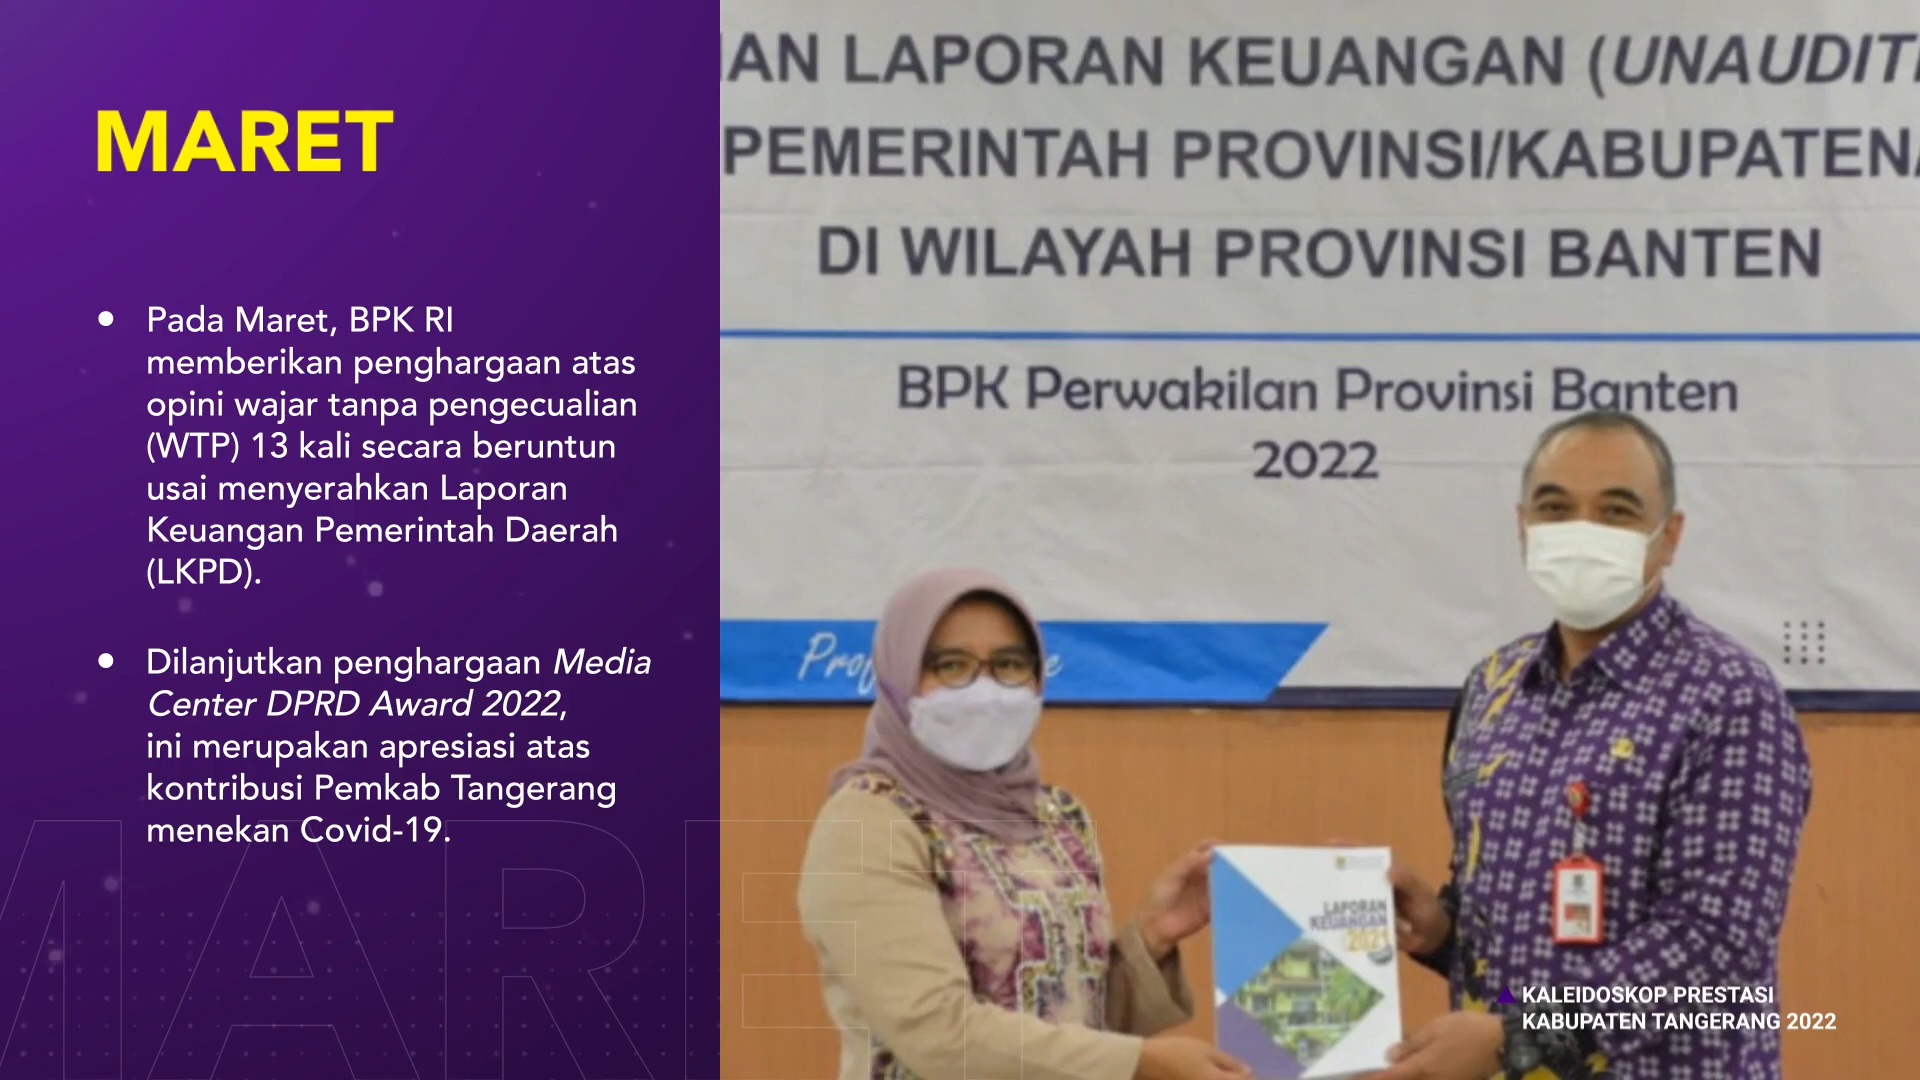 MARET
• Pada Maret, BPK RI
memberikan penghargaan atas
opini wajar tanpa pengecualian
(WTP) 13 kali secara beruntun
usai menyerahkan Laporan
Keuangan Pemerintah Daerah
(LKPD).
• Dilanjutkan penghargaan Media
Center DPRD Award 2022,
ini merupakan apresiasi atas
kontribusi Pemkab Tangerang
menekan Covid-19.
MARET
LAPORAN KEUANGAN (UNAUDIT
PEMERINTAH PROVINSI/KABUPATEN
DI WILAYAH PROVINSI BANTEN
BPK Perwakilan Provinsi Banten
2022
LAPORAN
KEUANGAN
2021
KALEIDOSKOP PRESTASI
KABUPATEN TANGERANG 2022